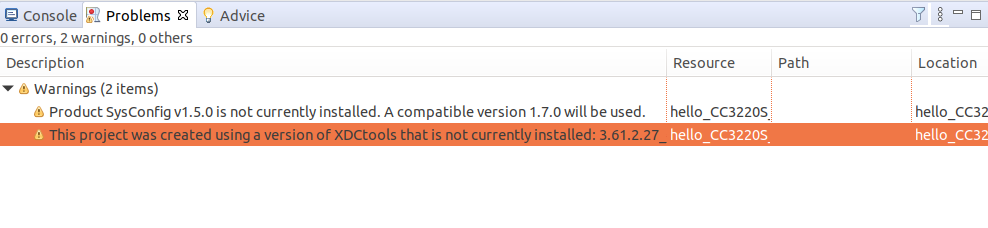 Console Problems Advice
0 errors, 2 warnings, 0 others
Description Resource Path Location
Warnings (2 items)
Product SysConfig v1.5.0 is not currently installed. A compatible version 1.7.0 will be used. hello_CC3220S_ hello_CC32
This project was created using a version of XDCtools that is not currently installed: 3.61.2.27_ hello_CC3220S_ hello_CC32